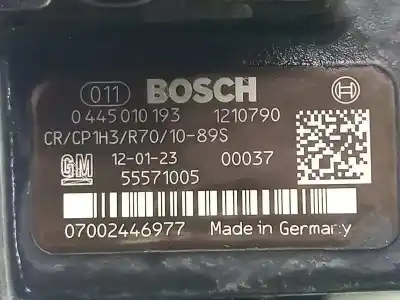 011 BOSCH
0 445 010 193 1210790
CR/CP1H3/R70/10-89S
GM 12-01-23 00037
55571005
07002446977 Made in Germany